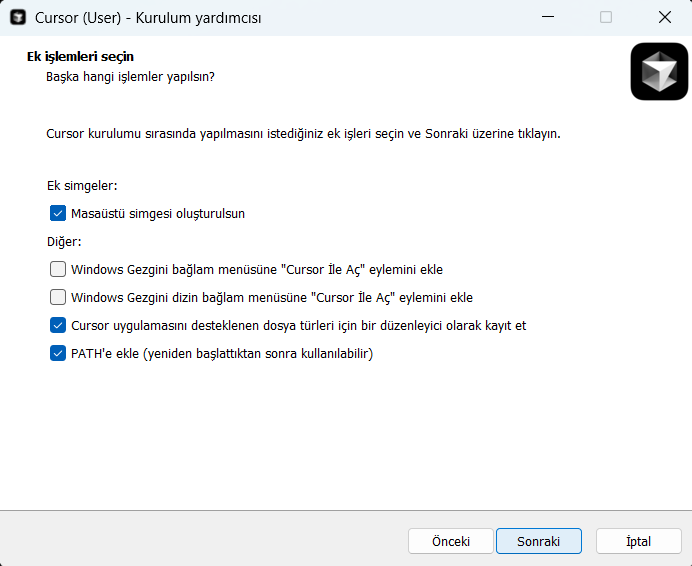 Cursor (User) - Kurulum yardımcısı
Ek işlemleri seçin
Başka hangi işlemler yapılsın?
Cursor kurulumu sırasında yapılmasını istediğiniz ek işleri seçin ve Sonraki üzerine tıklayın.
Ek simgeler:
Masaüstü simgesi oluşturulsun
Diğer:
Windows Gezgini bağlam menüsüne "Cursor İle Aç" eylemini ekle
Windows Gezgini dizin bağlam menüsüne "Cursor İle Aç" eylemini ekle
Cursor uygulamasını desteklenen dosya türleri için bir düzenleyici olarak kayıt et
PATH'e ekle (yeniden başlattıktan sonra kullanılabilir)
Önceki Sonraki İptal